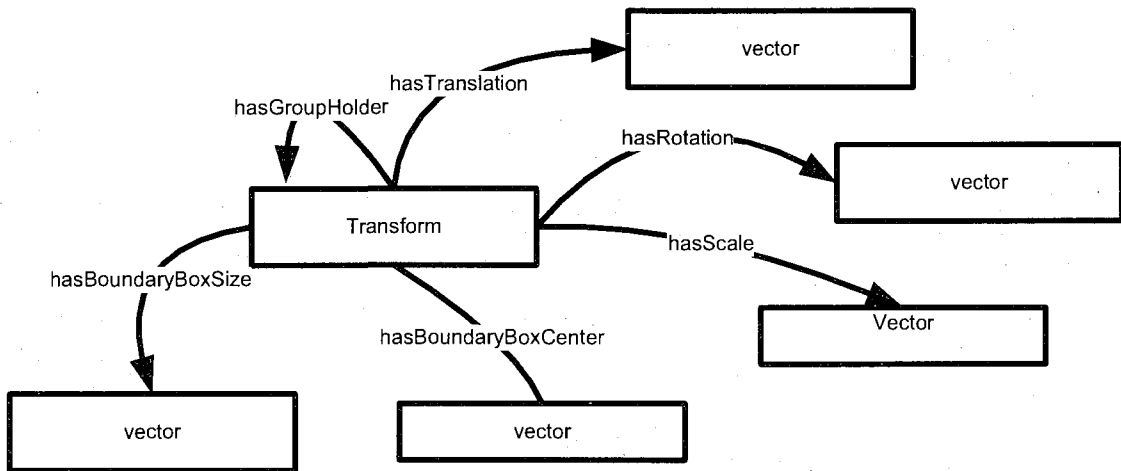 vector
hasTranslation
hasGroupHolder
hasRotation
vector
Transform
hasScale
hasBoundaryBoxSize
Vector
hasBoundaryBoxCenter
vector
vector